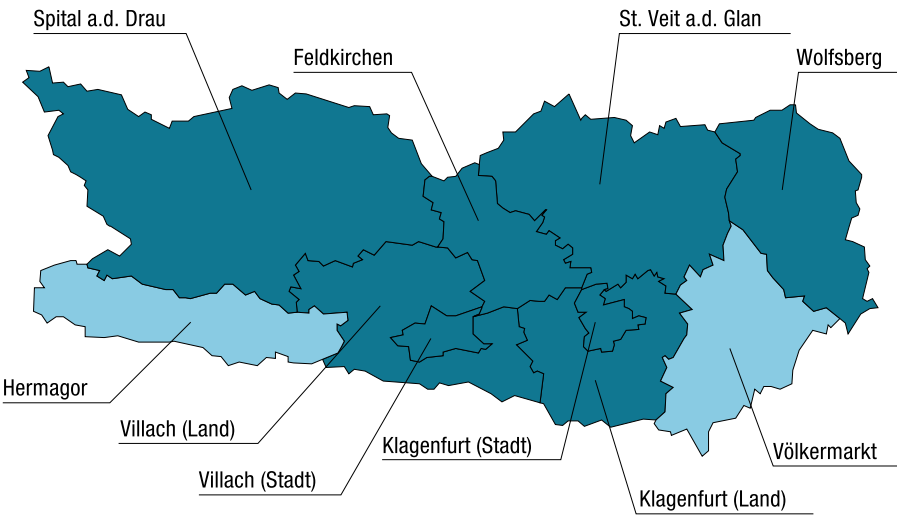 Spital a.d. Drau
St. Veit a.d. Glan
Feldkirchen
Wolfsberg
Hermagor
Villach (Land)
Klagenfurt (Stadt)
Völkermarkt
Villach (Stadt)
Klagenfurt (Land)